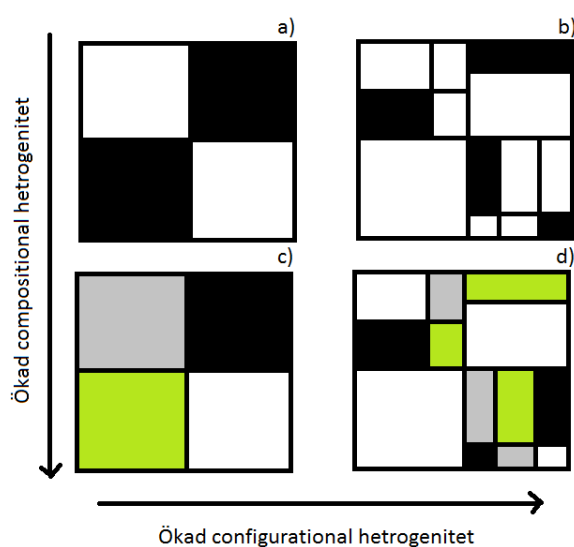 a)
b)
Ökad compositional hetrogenitet
c)
d)
Ökad configurational hetrogenitet